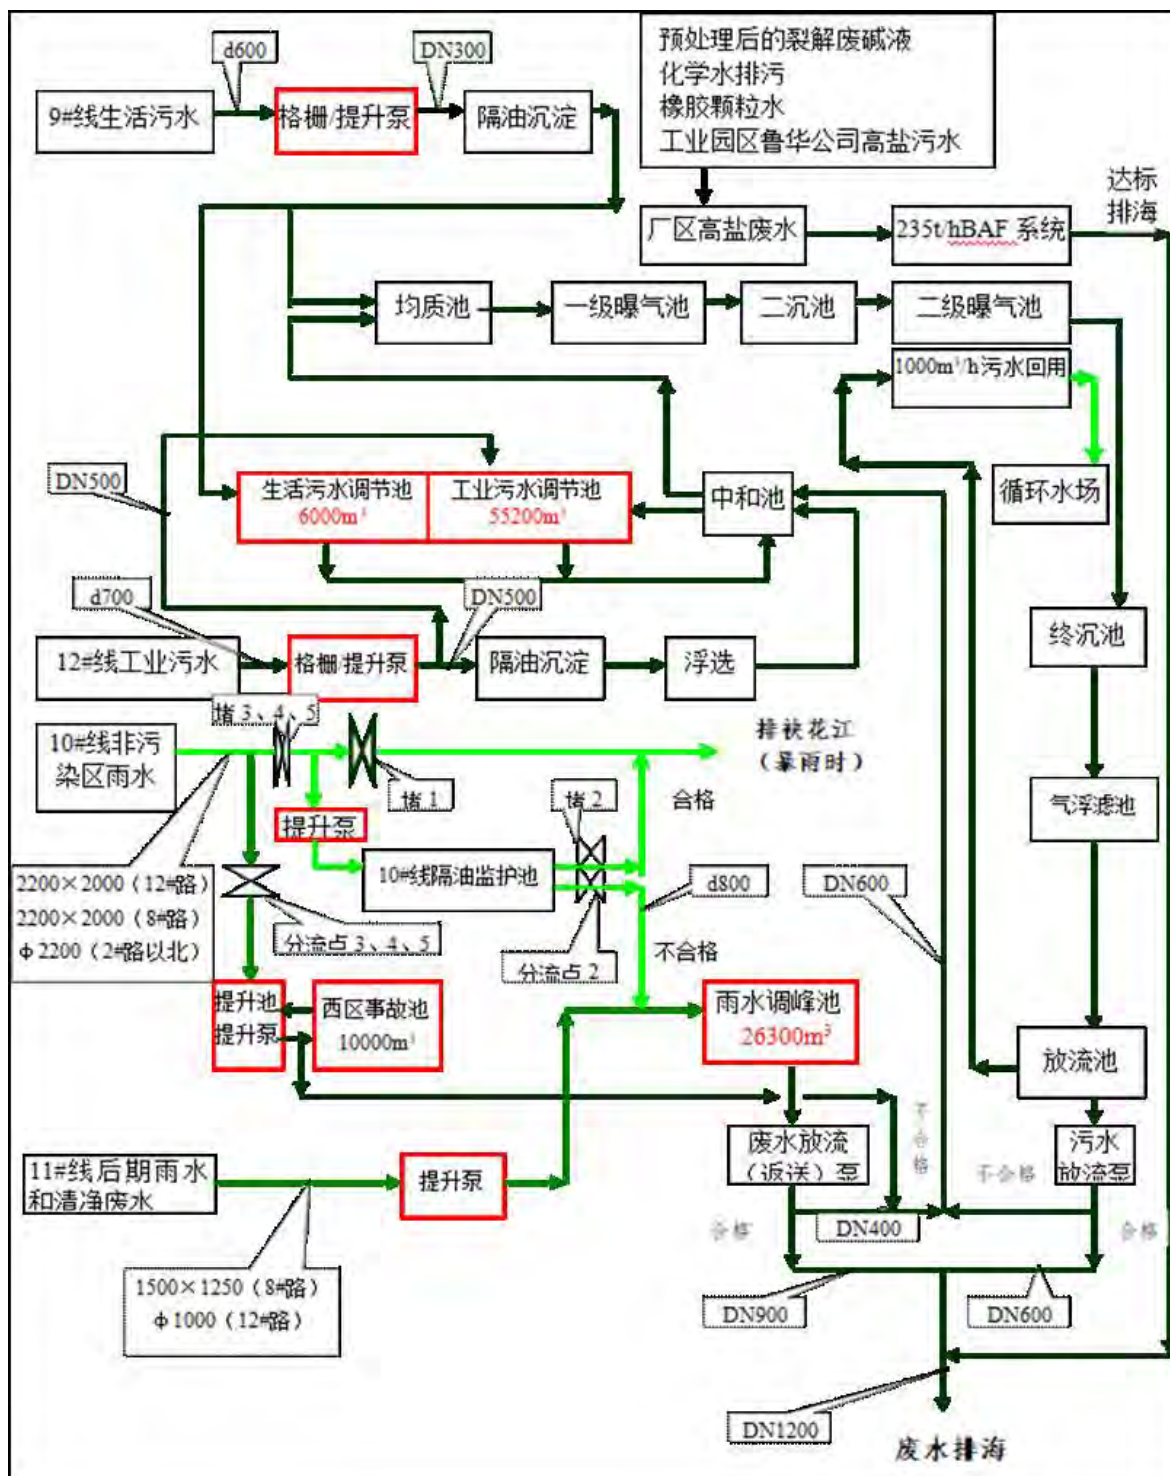 d600
DN300
9#线生活污水
格栅/提升泵
隔油沉淀
预处理后的裂解废碱液
化学水排污
橡胶颗粒水
工业园区鲁华公司高盐污水
达标
排海
厂区高盐废水
235t/hBAF 系统
均质池
一级曝气池
二沉池
二级曝气池
1000m³/h污水回用
DN500
生活污水调节池
6000m³
工业污水调节池
55200m³
中和池
循环水场
d700
DN500
12#线工业污水
格栅/提升泵
隔油沉淀
浮选
终沉池
堵 3、4、5
10#线非污
染区雨水
排袂花江
（暴雨时）
堵 1
堵 2
合格
提升泵
10#线隔油监护池
气浮滤池
2200×2000（12#路）
2200×2000（8#路）
φ2200（2#路以北）
d800
DN600
分流点 3、4、5
分流点 2
不合格
提升池
提升泵
西区事故池
10000m³
雨水调峰池
26300m³
放流池
11#线后期雨水
和清净废水
提升泵
废水放流
（返送）泵
不合格
不合格
污水
放流泵
合格
DN400
合格
1500×1250（8#路）
φ1000（12#路）
DN900
DN600
DN1200
废水排海